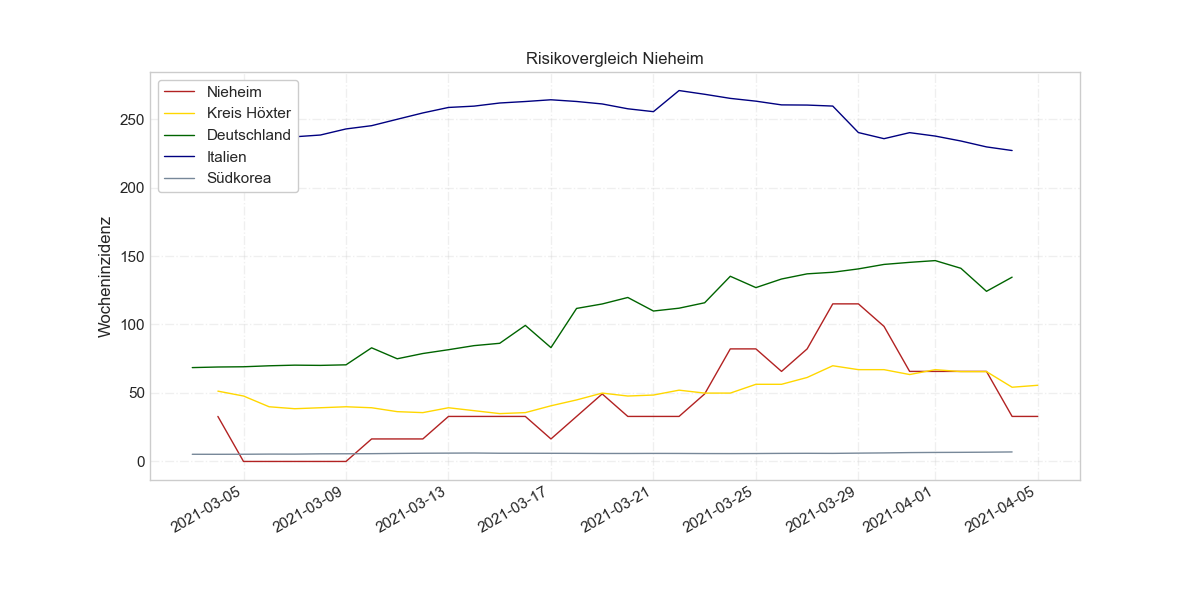 Risikovergleich Nieheim
Nieheim
Kreis Höxter
Deutschland
Italien
Südkorea
Wocheninzidenz
250
200
150
100
50
0
2021-03-05
2021-03-09
2021-03-13
2021-03-17
2021-03-21
2021-03-25
2021-03-29
2021-04-01
2021-04-05